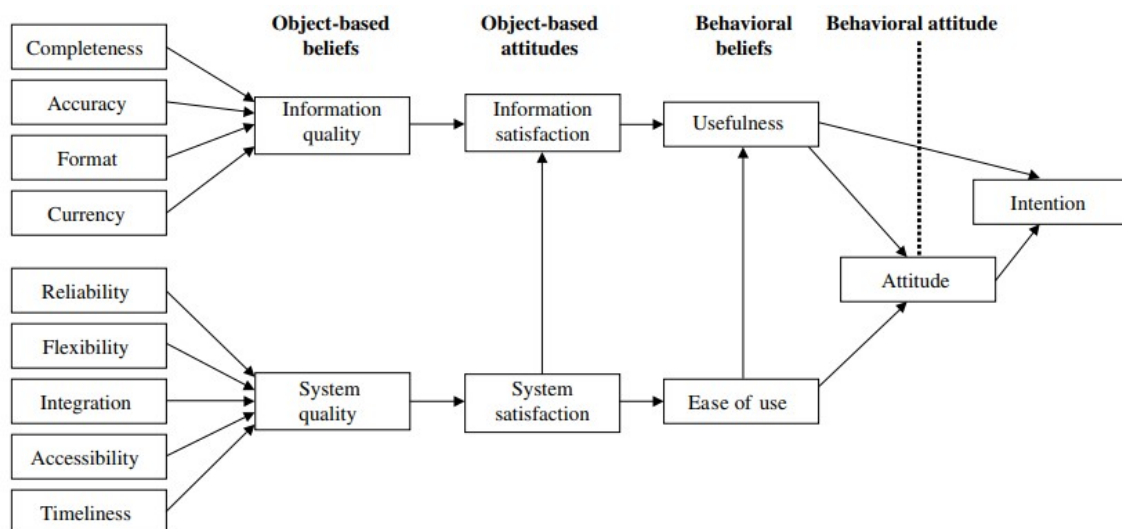 Object-based
beliefs
Object-based
attitudes
Behavioral
beliefs
Behavioral attitude
Completeness
Accuracy
Format
Currency
Information
quality
Information
satisfaction
Usefulness
Intention
Attitude
Reliability
Flexibility
Integration
Accessibility
Timeliness
System
quality
System
satisfaction
Ease of use